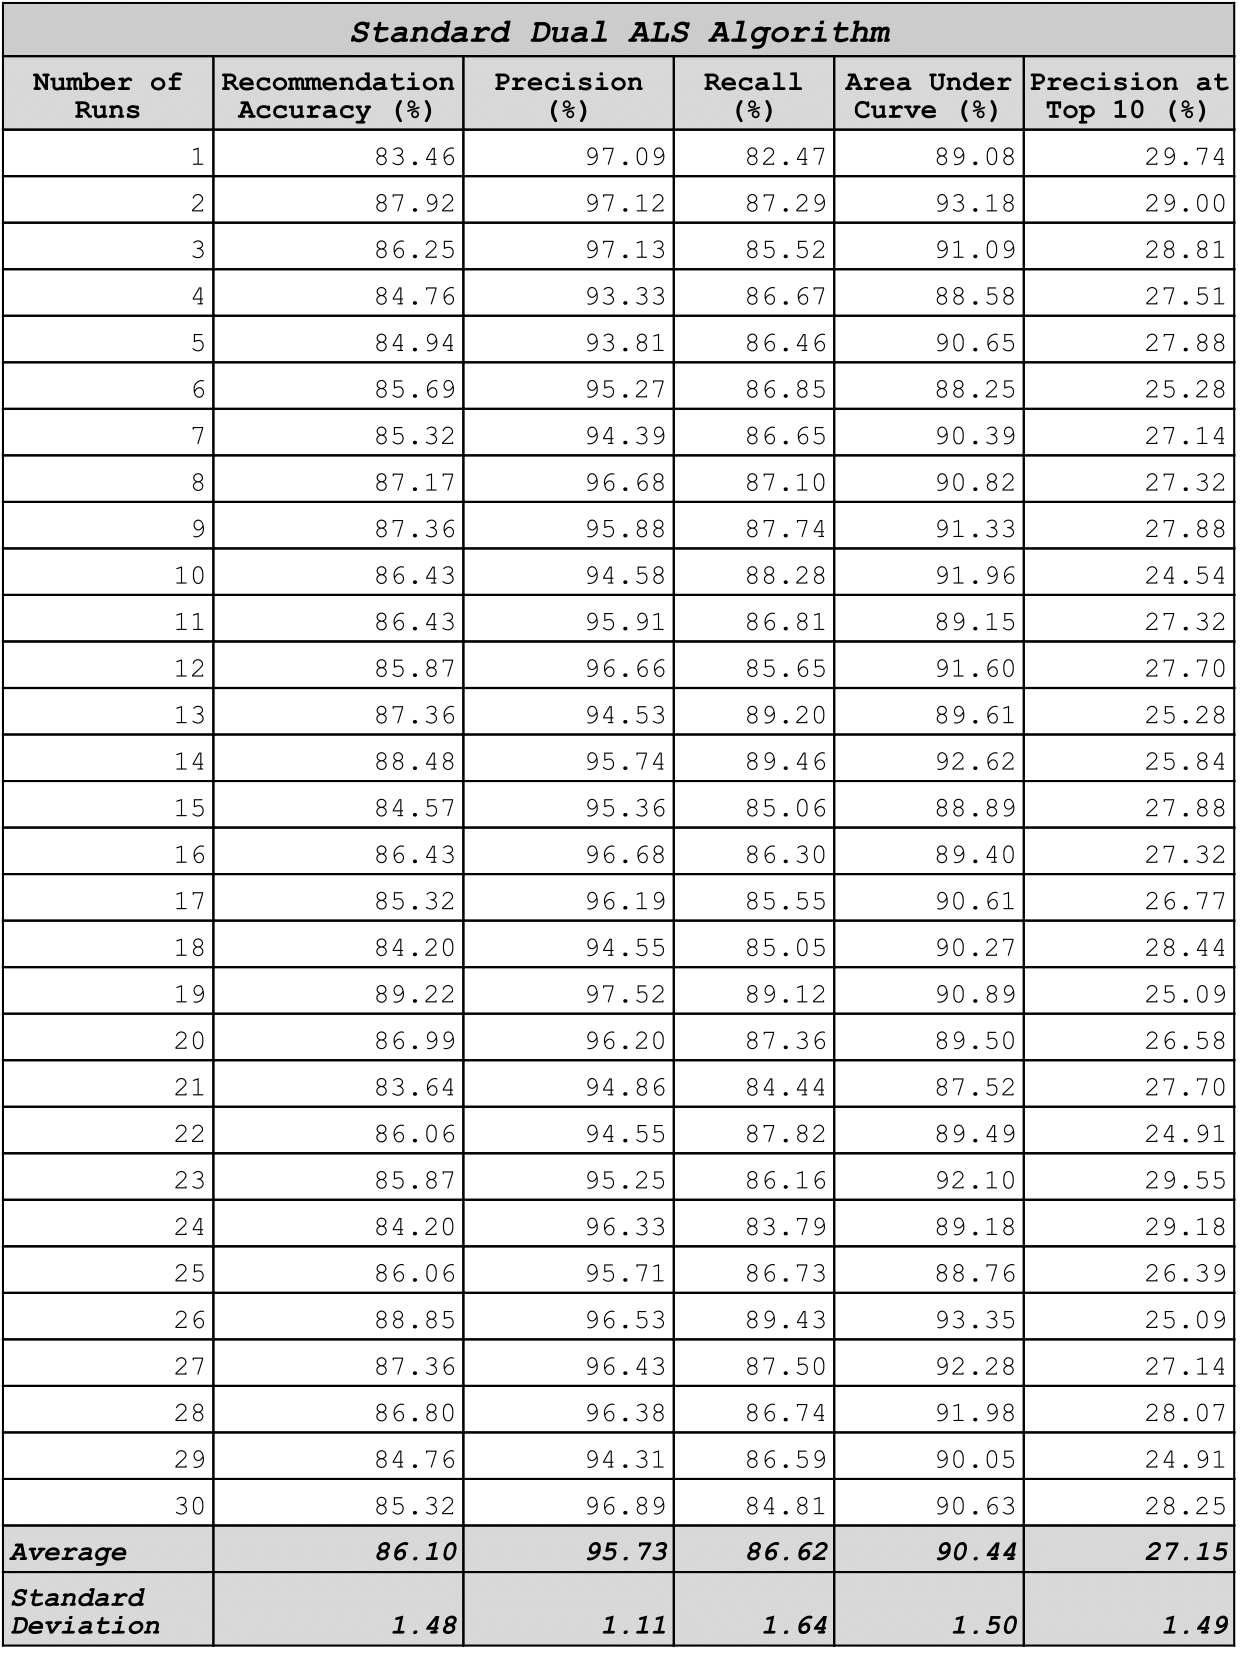 Standard Dual ALS Algorithm
Number of Runs Recommendation Accuracy (%) Precision (%) Recall (%) Area Under Curve (%) Precision at Top 10 (%)
1 83.46 97.09 82.47 89.08 29.74
2 87.92 97.12 87.29 93.18 29.00
3 86.25 97.13 85.52 91.09 28.81
4 84.76 93.33 86.67 88.58 27.51
5 84.94 93.81 86.46 90.65 27.88
6 85.69 95.27 86.85 88.25 25.28
7 85.32 94.39 86.65 90.39 27.14
8 87.17 96.68 87.10 90.82 27.32
9 87.36 95.88 87.74 91.33 27.88
10 86.43 94.58 88.28 91.96 24.54
11 86.43 95.91 86.81 89.15 27.32
12 85.87 96.66 85.65 91.60 27.70
13 87.36 94.53 89.20 89.61 25.28
14 88.48 95.74 89.46 92.62 25.84
15 84.57 95.36 85.06 88.89 27.88
16 86.43 96.68 86.30 89.40 27.32
17 85.32 96.19 85.55 90.61 26.77
18 84.20 94.55 85.05 90.27 28.44
19 89.22 97.52 89.12 90.89 25.09
20 86.99 96.20 87.36 89.50 26.58
21 83.64 94.86 84.44 87.52 27.70
22 86.06 94.55 87.82 89.49 24.91
23 85.87 95.25 86.16 92.10 29.55
24 84.20 96.33 83.79 89.18 29.18
25 86.06 95.71 86.73 88.76 26.39
26 88.85 96.53 89.43 93.35 25.09
27 87.36 96.43 87.50 92.28 27.14
28 86.80 96.38 86.74 91.98 28.07
29 84.76 94.31 86.59 90.05 24.91
30 85.32 96.89 84.81 90.63 28.25
Average 86.10 95.73 86.62 90.44 27.15
Standard Deviation 1.48 1.11 1.64 1.50 1.49